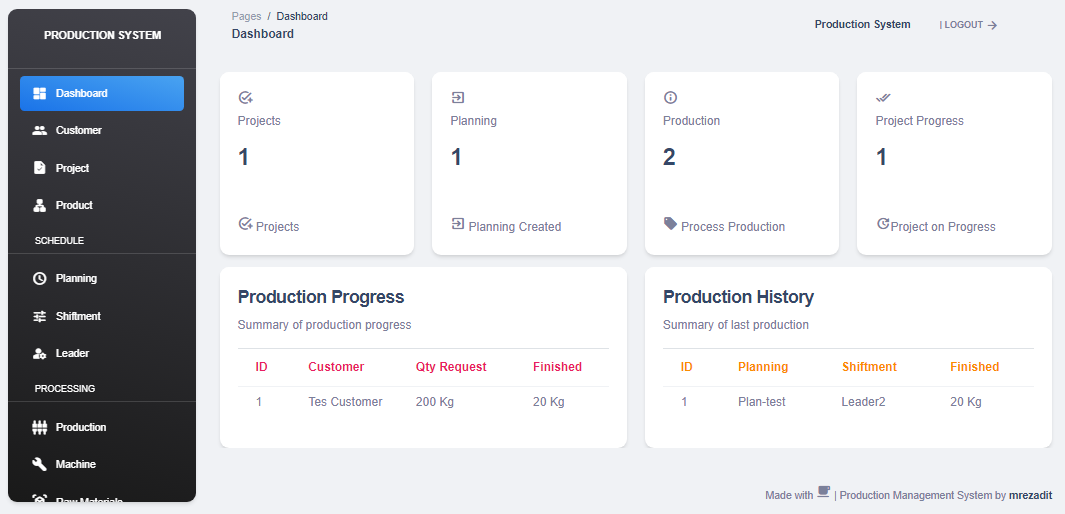 PRODUCTION SYSTEM
Dashboard
Customer
Project
Product
SCHEDULE
Planning
Shiftment
Leader
PROCESSING
Production
Machine
Raw Materials
Pages / Dashboard
Dashboard
Production System
| LOGOUT
Projects
1
Projects
Planning
1
Planning Created
Production
2
Process Production
Project Progress
1
Project on Progress
Production Progress
Summary of production progress
ID Customer Qty Request Finished
1 Tes Customer 200 Kg 20 Kg
Production History
Summary of last production
ID Planning Shiftment Finished
1 Plan-test Leader2 20 Kg
Made with | Production Management System by mrezadit